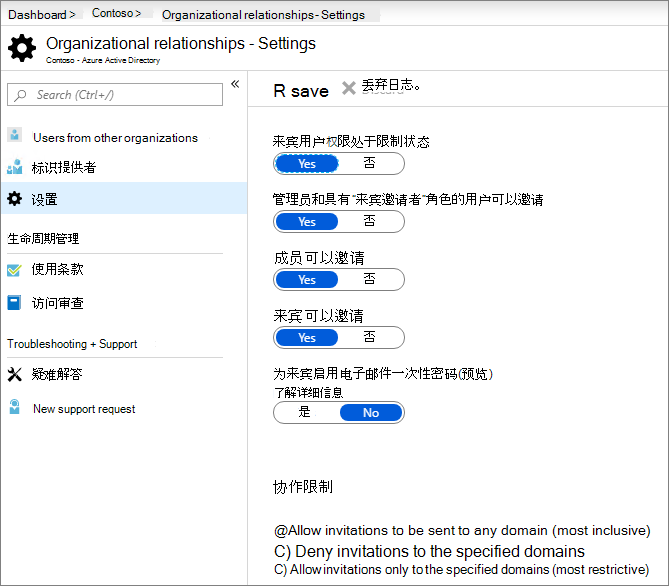 Dashboard > Contoso > Organizational relationships - Settings
Organizational relationships - Settings
Contoso - Azure Active Directory
Search (Ctrl+/)
«
Users from other organizations
标识提供者
设置
生命周期管理
使用条款
访问审查
Troubleshooting + Support
疑难解答
New support request
R save 丢弃日志。
来宾用户权限处于限制状态
Yes 否
管理员和具有"来宾邀请者"角色的用户可以邀请
Yes 否
成员可以邀请
Yes 否
来宾可以邀请
Yes 否
为来宾启用电子邮件一次性密码(预览)
了解详细信息
是 No
协作限制
@Allow invitations to be sent to any domain (most inclusive)
C) Deny invitations to the specified domains
C) Allow invitations only to the specified domains (most restrictive)